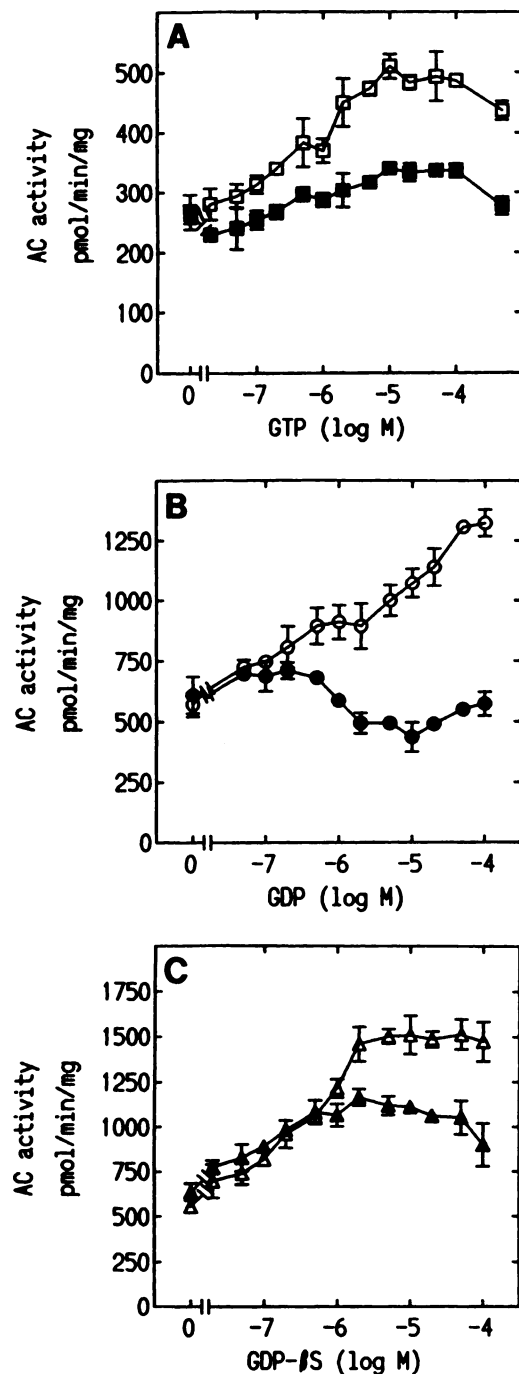 A
500
400
300
200
100
0
AC activity
pmol/min/mg
0 -7 -6 -5 -4
GTP (log M)
B
1250
1000
750
500
250
0
AC activity
pmol/min/mg
0 -7 -6 -5 -4
GDP (log M)
C
1750
1500
1250
1000
750
500
250
0
AC activity
pmol/min/mg
0 -7 -6 -5 -4
GDP-βS (log M)